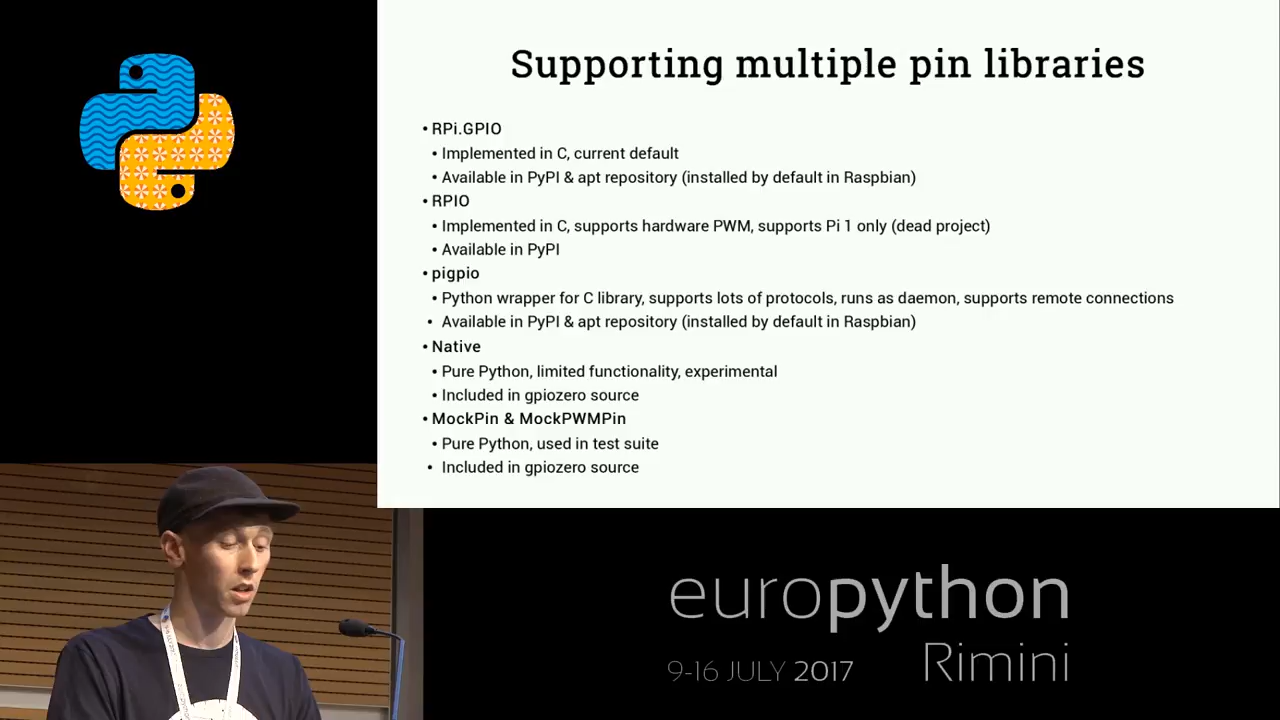 Supporting multiple pin libraries
• RPi.GPIO
• Implemented in C, current default
• Available in PyPI & apt repository (installed by default in Raspbian)
• RPIO
• Implemented in C, supports hardware PWM, supports Pi 1 only (dead project)
• Available in PyPI
• pigpio
• Python wrapper for C library, supports lots of protocols, runs as daemon, supports remote connections
• Available in PyPI & apt repository (installed by default in Raspbian)
• Native
• Pure Python, limited functionality, experimental
• Included in gpiozero source
• MockPin & MockPWMPin
• Pure Python, used in test suite
• Included in gpiozero source
europython
9-16 JULY 2017 Rimini